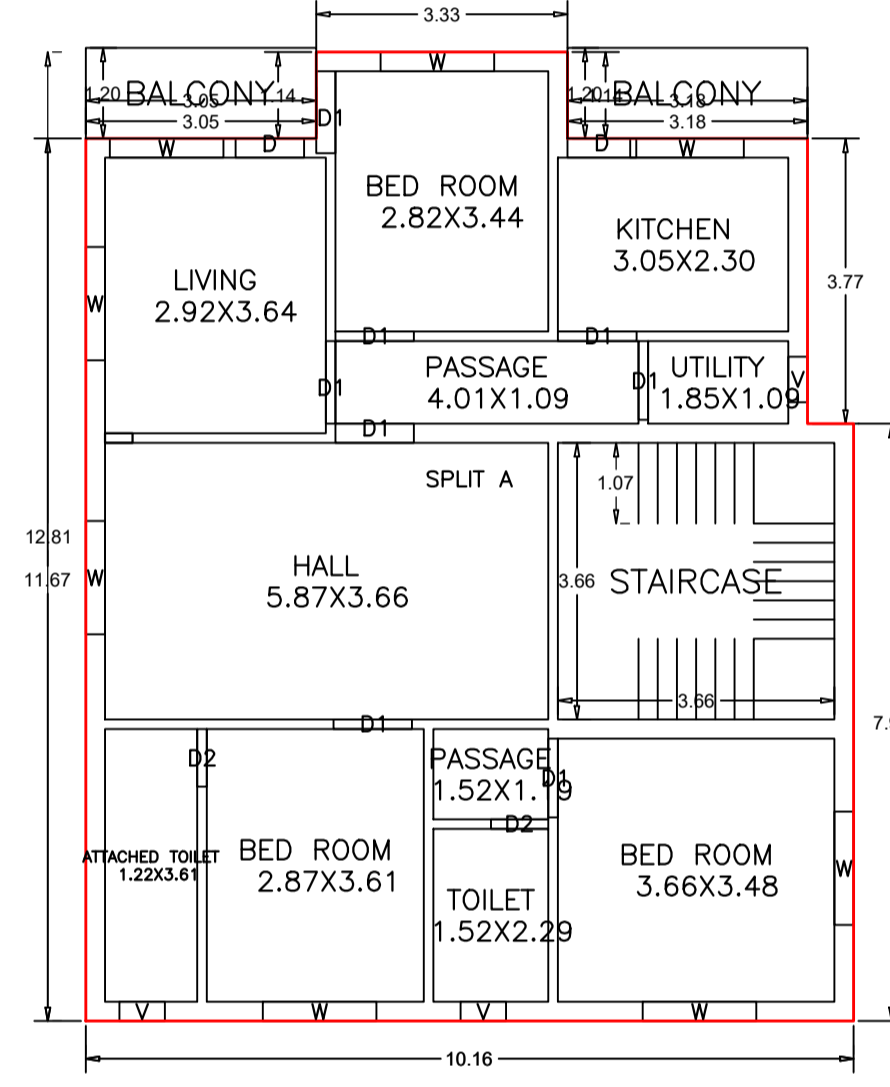 3.33
W
1.20
BALCONY
3.05
.14
3.05
D1
1.20
BALCONY
3.18
3.18
W
D
D
W
BED ROOM
2.82X3.44
KITCHEN
3.05X2.30
LIVING
2.92X3.64
W
3.77
D1
D1
PASSAGE
4.01X1.09
D1
D1
UTILITY
1.85X1.09
V
D1
SPLIT A
1.07
12.81
11.67
W
HALL
5.87X3.66
3.66
STAIRCASE
3.66
D1
7.9
D2
PASSAGE
1.52X1.19
D1
D2
ATTACHED TOILET
1.22X3.61
BED ROOM
2.87X3.61
TOILET
1.52X2.29
BED ROOM
3.66X3.48
W
V
W
V
W
10.16